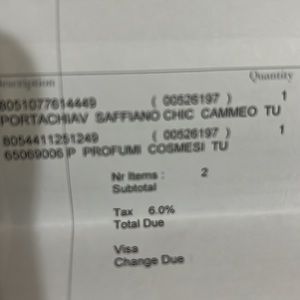 Description Quantity
8051077614449 ( 00526197 ) 1
PORTACHIAV SAFFIANO CHIC CAMMEO TU
8054411251249 ( 00526197 ) 1
65069006 P PROFUMI COSMESI TU
Nr Items : 2
Subtotal
Tax 6.0%
Total Due
Visa
Change Due